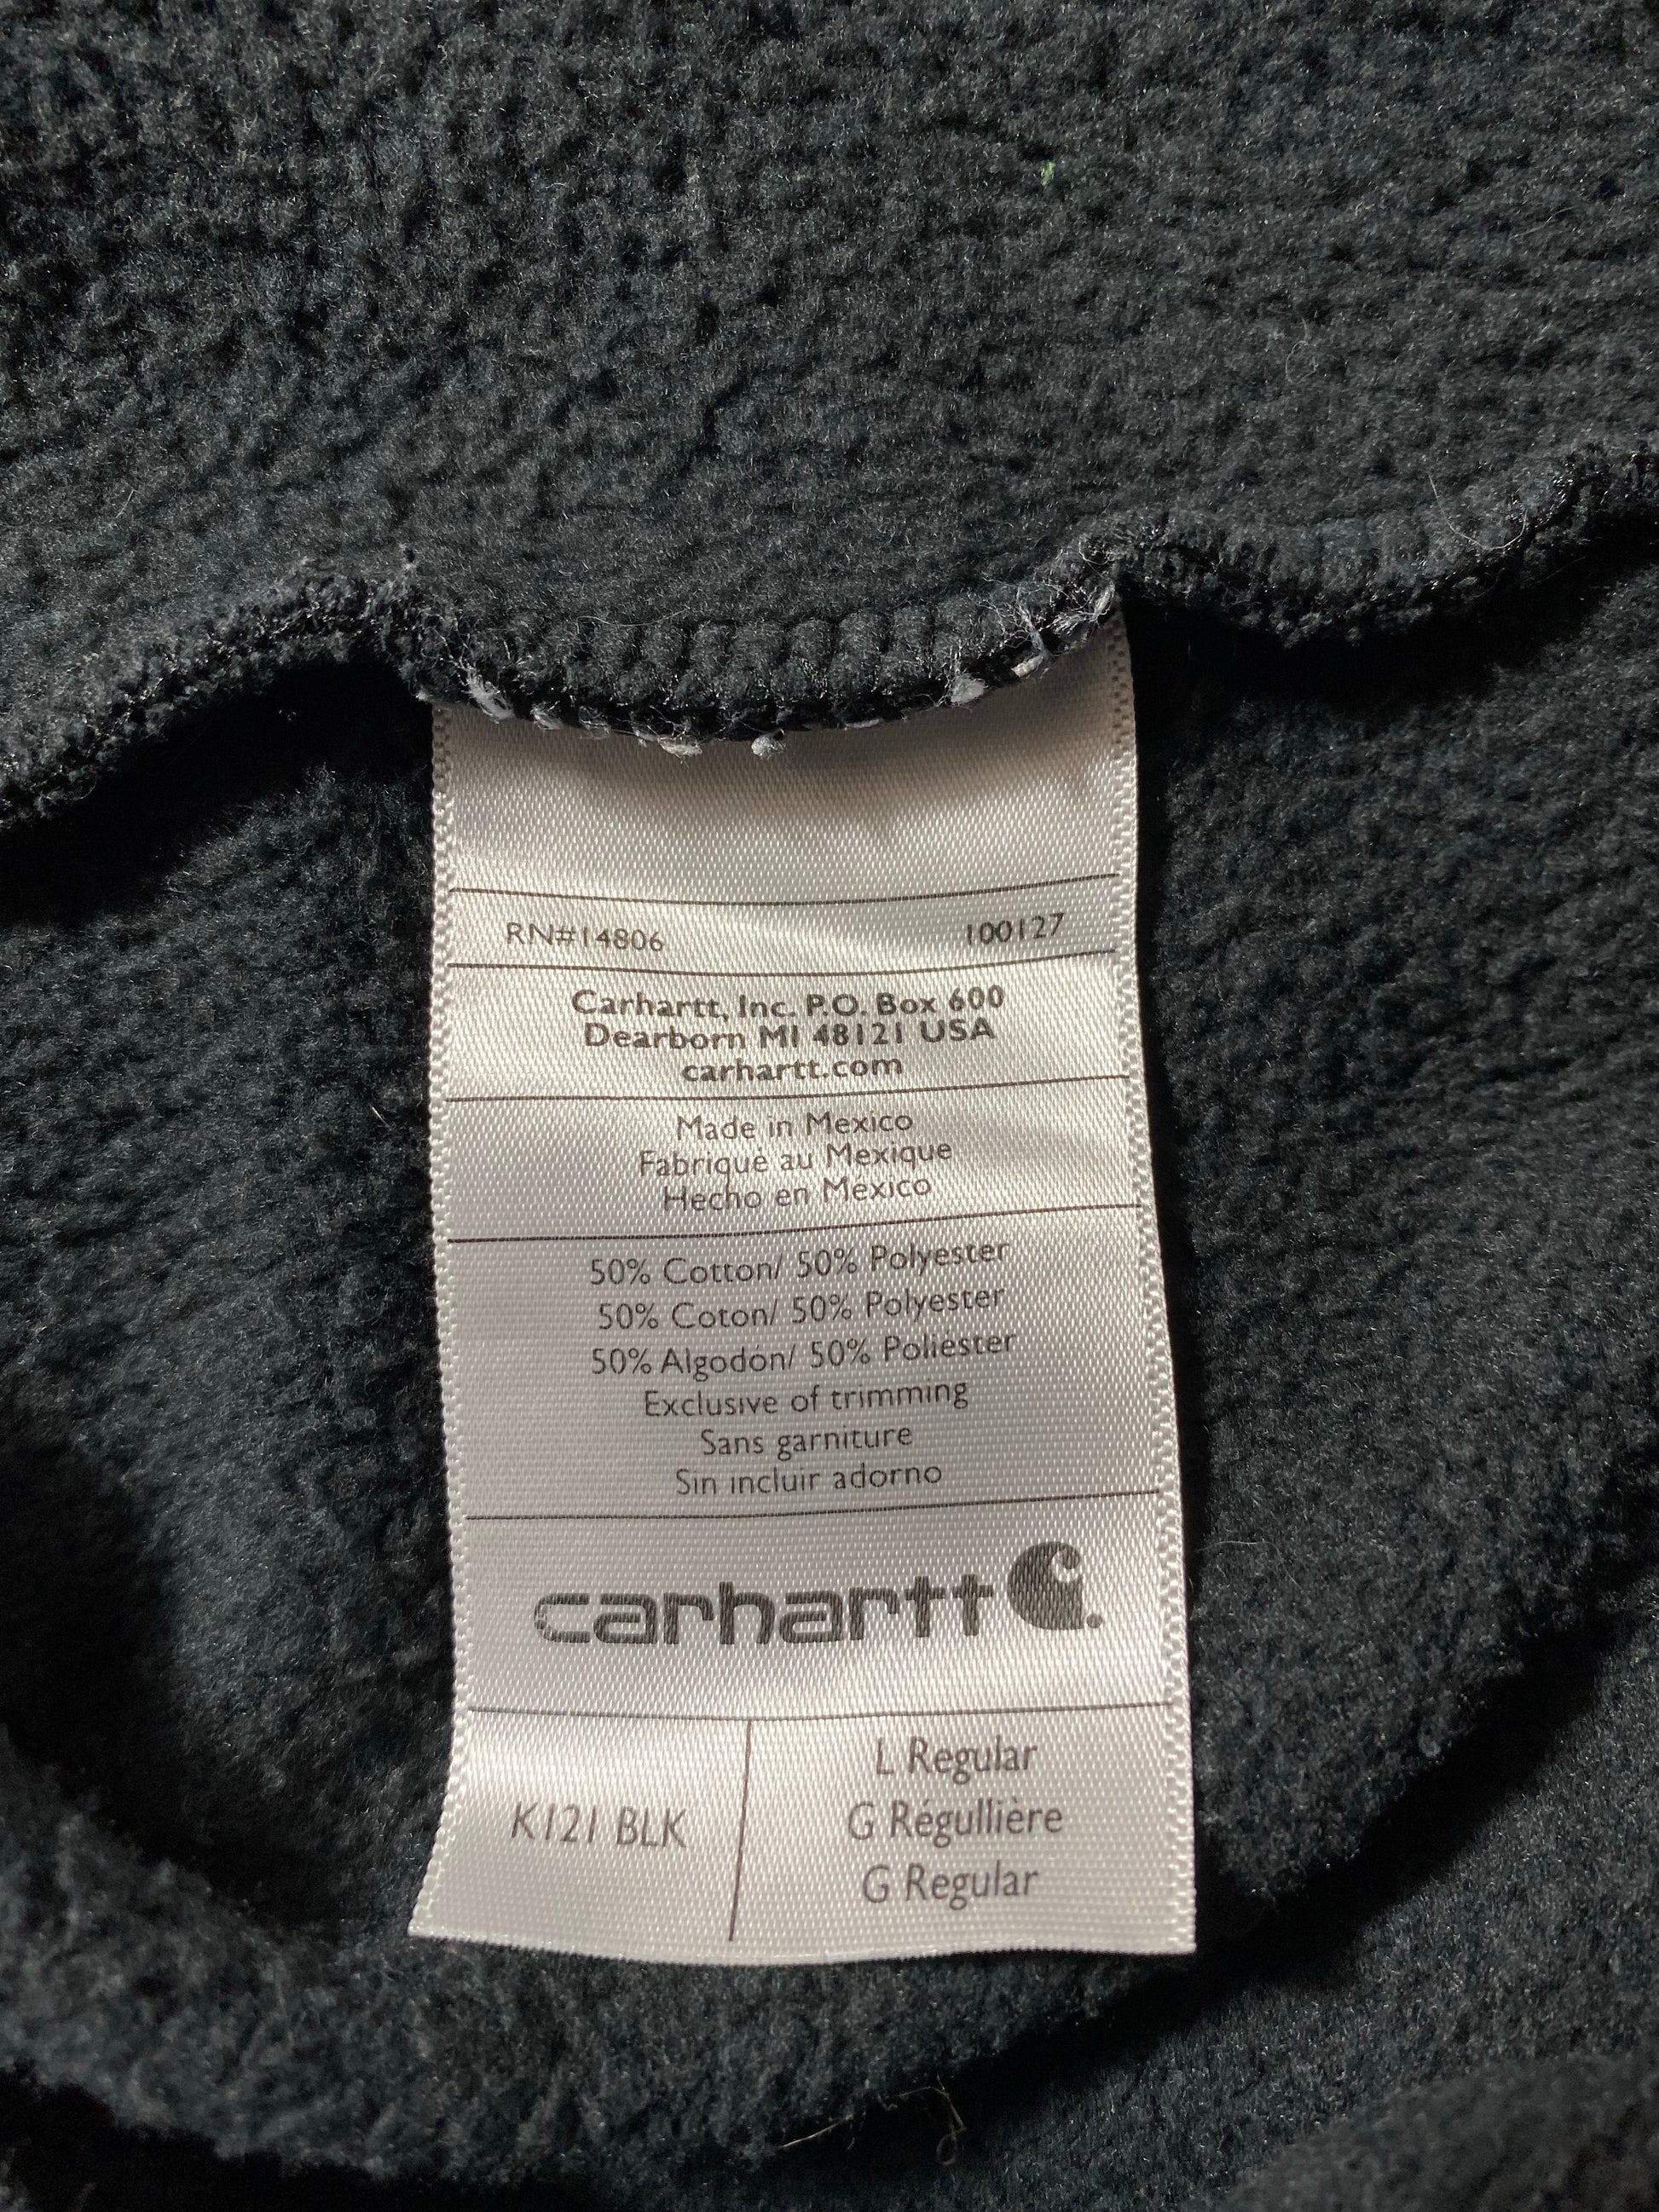 RN#14806 100127
Carhartt, Inc. P.O. Box 600
Dearborn MI 48121 USA
carhartt.com
Made in Mexico
Fabriqué au Mexique
Hecho en Mexico
50% Cotton/ 50% Polyester
50% Coton/ 50% Polyester
50% Algodón/ 50% Poliéster
Exclusive of trimming
Sans garniture
Sin incluir adorno
carhartt
K121 BLK
L Regular
G Régullière
G Regular